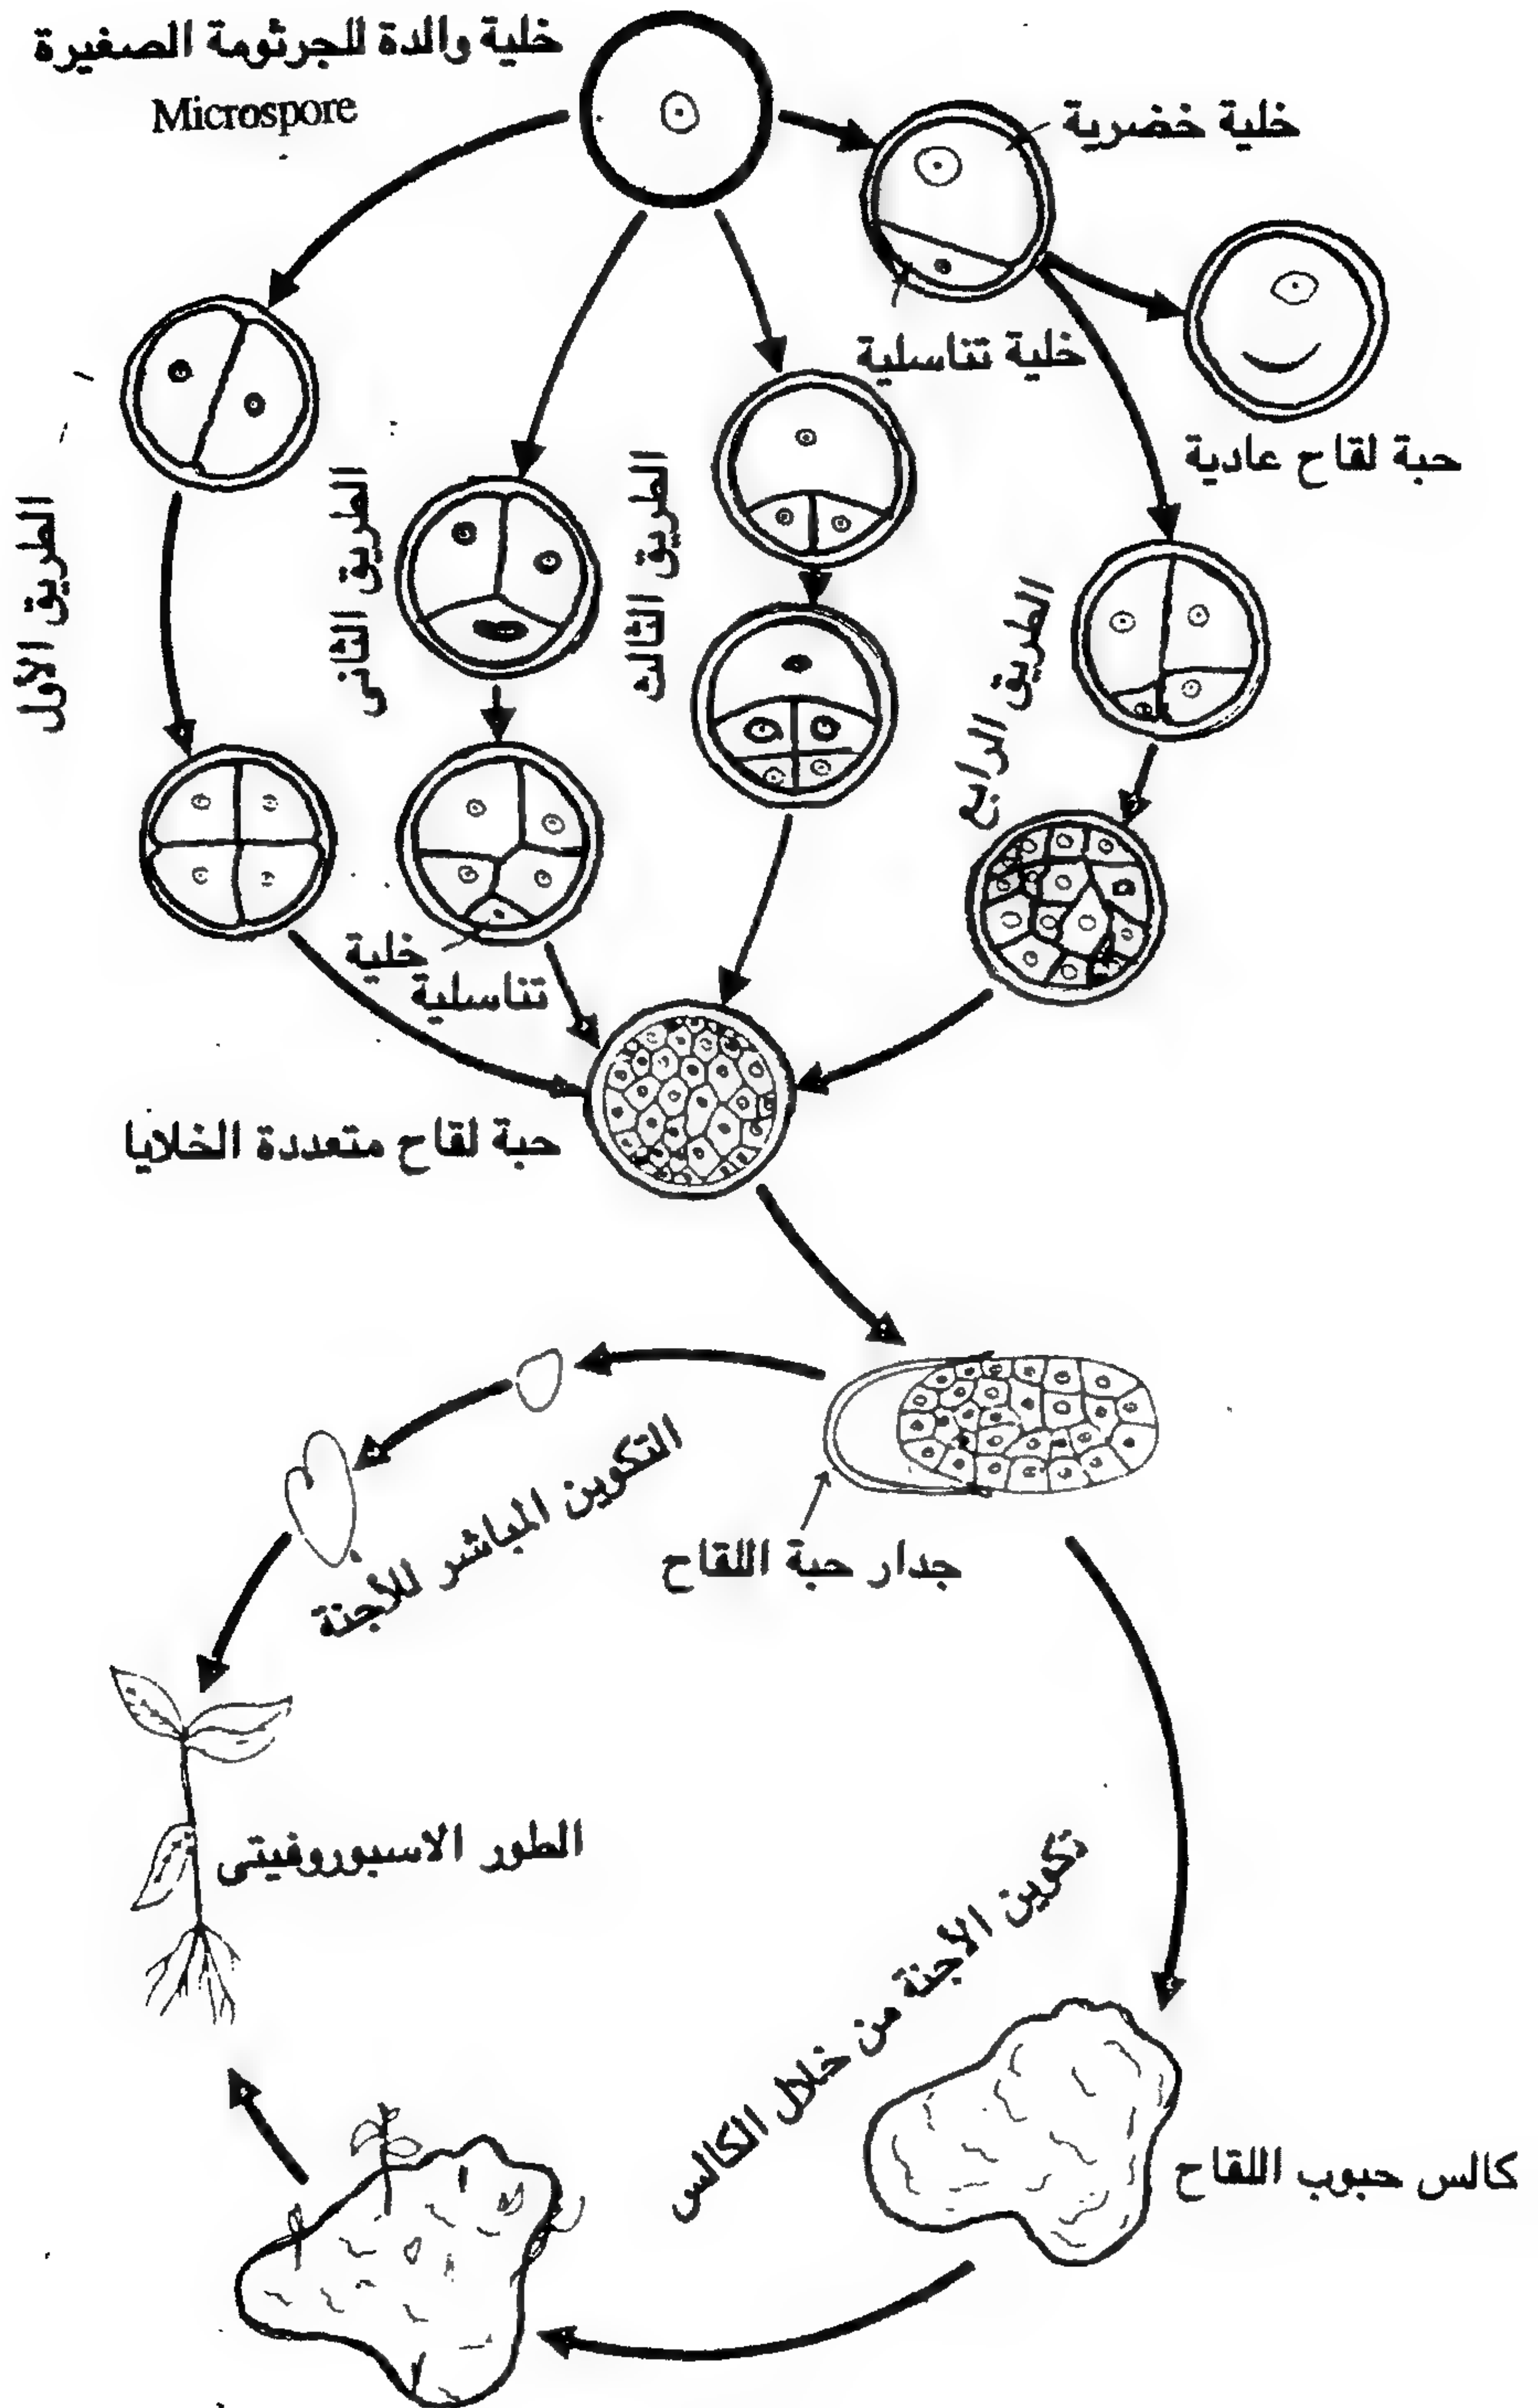 خلية والدة للجرثومة الصغيرة
Microspore
خلية خضرية
خلية تناسلية
حبة لقاح عادية
الطريق الأول
الطريق الثانى
الطريق الثالث
الطريق الرابع
خلية
تناسلية
حبة لقاح متعددة الخلايا
التكوين المباشر للأجنة
جدار حبة اللقاح
الطور الاسبوروفيتى
تكوين الأجنة من خلال الكالس
كالس حبوب اللقاح